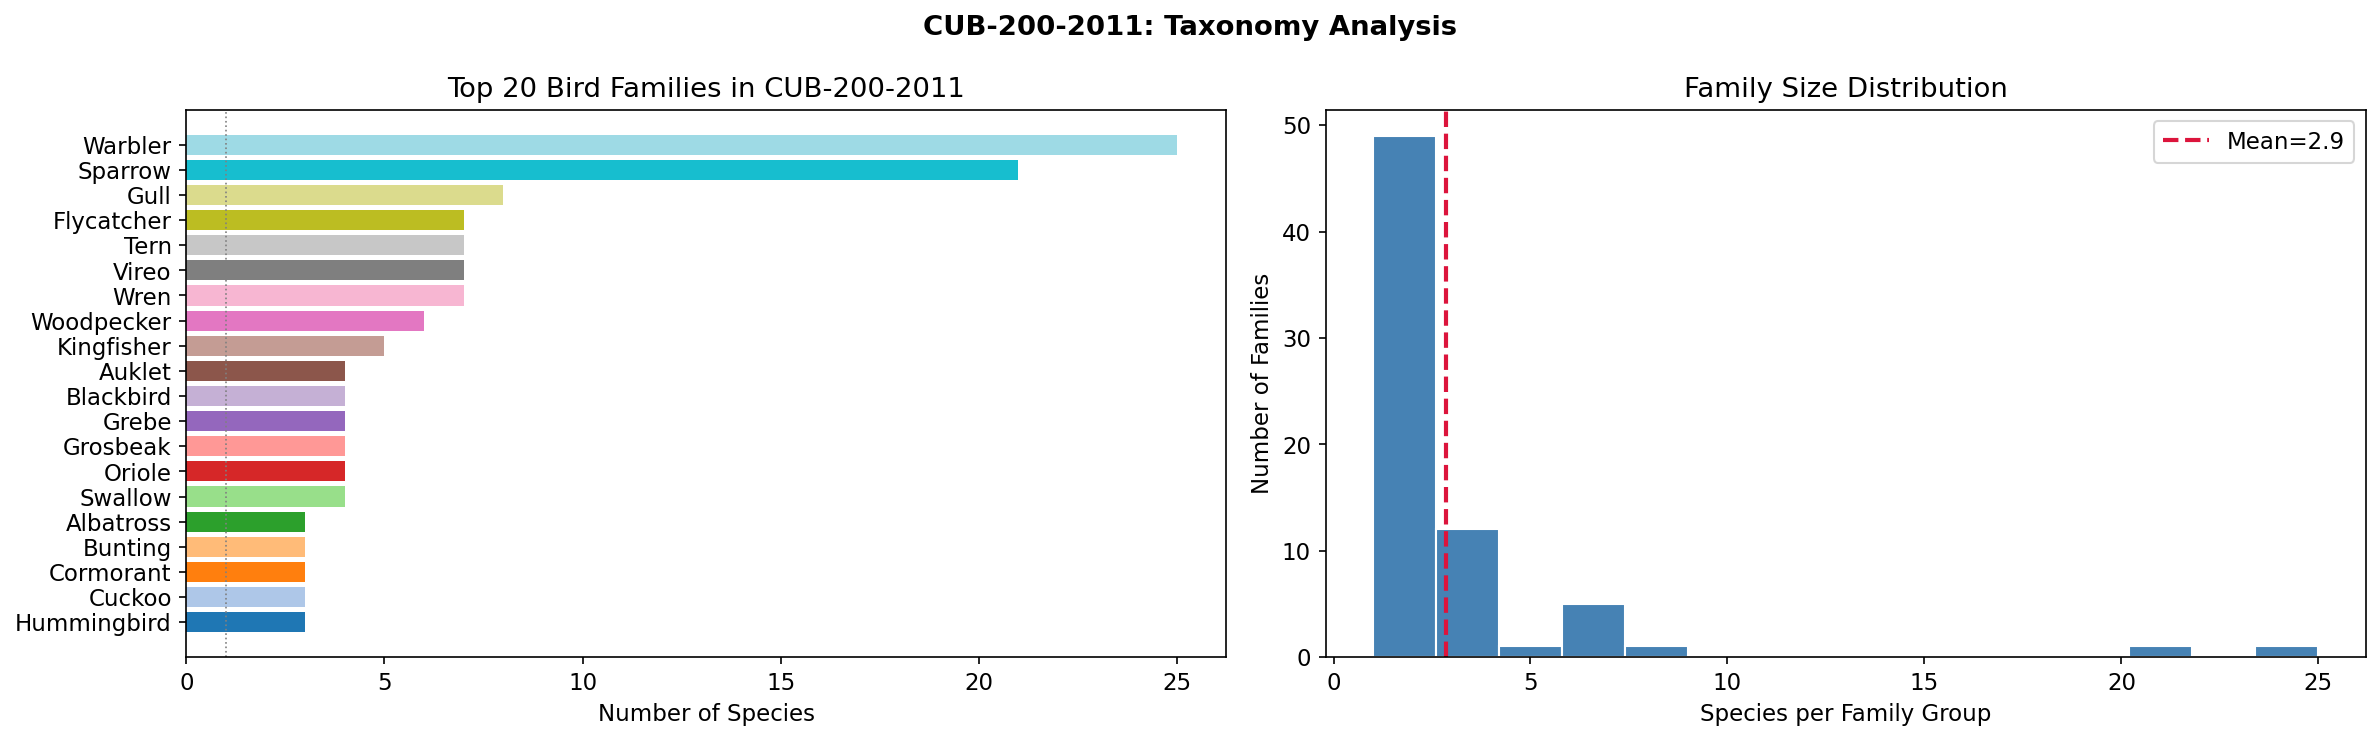 CUB-200-2011: Taxonomy Analysis
Top 20 Bird Families in CUB-200-2011
Warbler
Sparrow
Gull
Flycatcher
Tern
Vireo
Wren
Woodpecker
Kingfisher
Auklet
Blackbird
Grebe
Grosbeak
Oriole
Swallow
Albatross
Bunting
Cormorant
Cuckoo
Hummingbird
0 5 10 15 20 25
Number of Species
Family Size Distribution
Mean=2.9
Number of Families
50
40
30
20
10
0
0 5 10 15 20 25
Species per Family Group